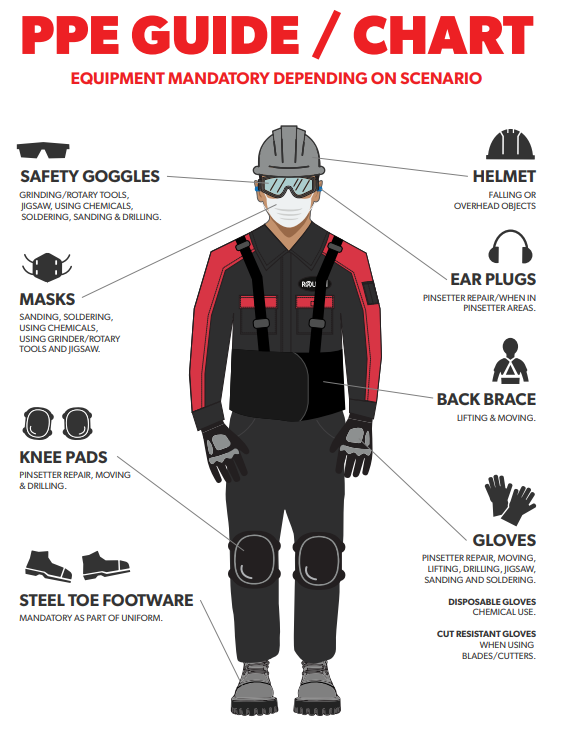 PPE GUIDE / CHART
EQUIPMENT MANDATORY DEPENDING ON SCENARIO
SAFETY GOGGLES
GRINDING/ROTARY TOOLS,
JIGSAW, USING CHEMICALS,
SOLDERING, SANDING & DRILLING.
MASKS
SANDING, SOLDERING,
USING CHEMICALS,
USING GRINDER/ROTARY
TOOLS AND JIGSAW.
KNEE PADS
PINSETTER REPAIR, MOVING
& DRILLING.
STEEL TOE FOOTWARE
MANDATORY AS PART OF UNIFORM.
HELMET
FALLING OR
OVERHEAD OBJECTS
EAR PLUGS
PINSETTER REPAIR/WHEN IN
PINSETTER AREAS.
BACK BRACE
LIFTING & MOVING.
GLOVES
PINSETTER REPAIR, MOVING,
LIFTING, DRILLING, JIGSAW,
SANDING AND SOLDERING.
DISPOSABLE GLOVES
CHEMICAL USE.
CUT RESISTANT GLOVES
WHEN USING
BLADES/CUTTERS.